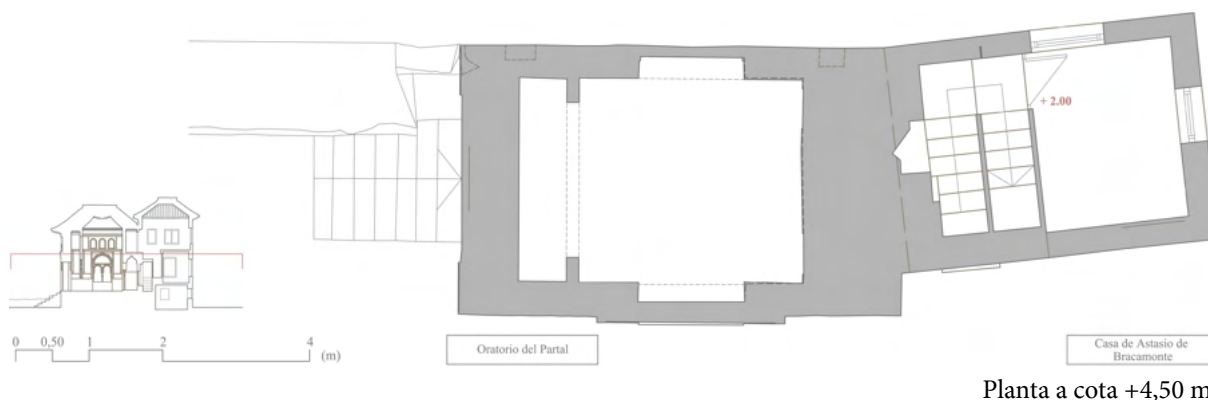 + 2.00
0 0,50 1 2 4 (m)
Oratorio del Partal
Casa de Astasio de
Bracamonte
Planta a cota +4,50 m